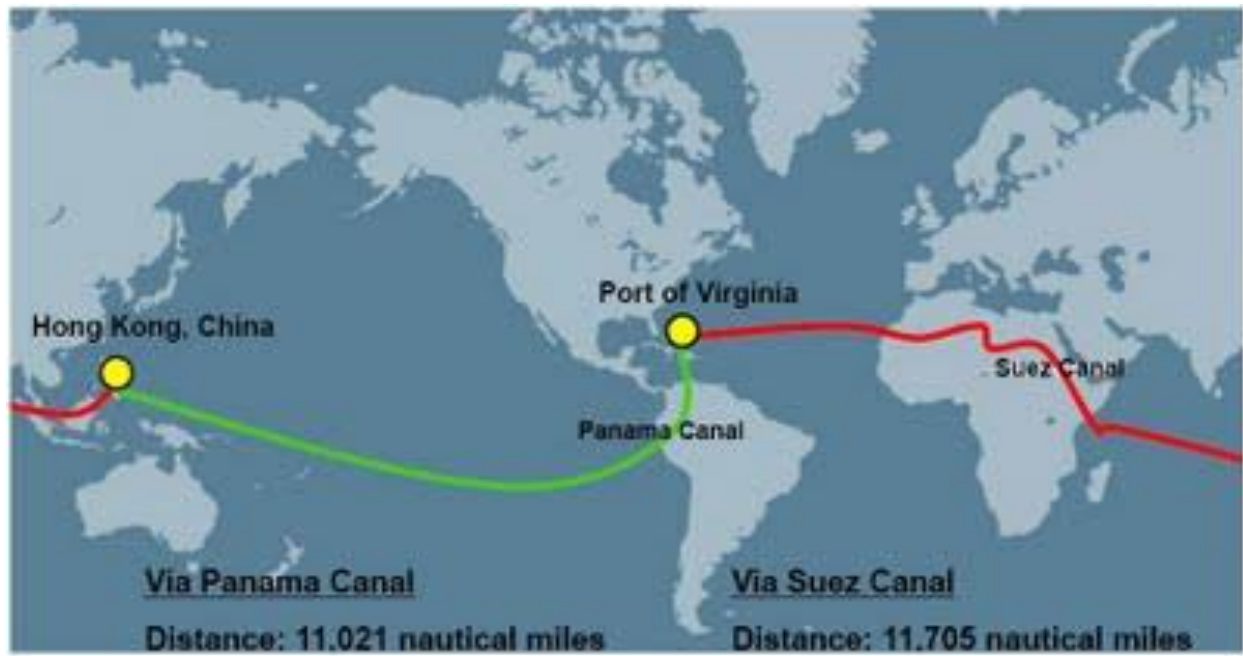 Port of Virginia
Hong Kong, China
Suez Canal
Panama Canal
Via Panama Canal
Distance: 11,021 nautical miles
Via Suez Canal
Distance: 11,705 nautical miles